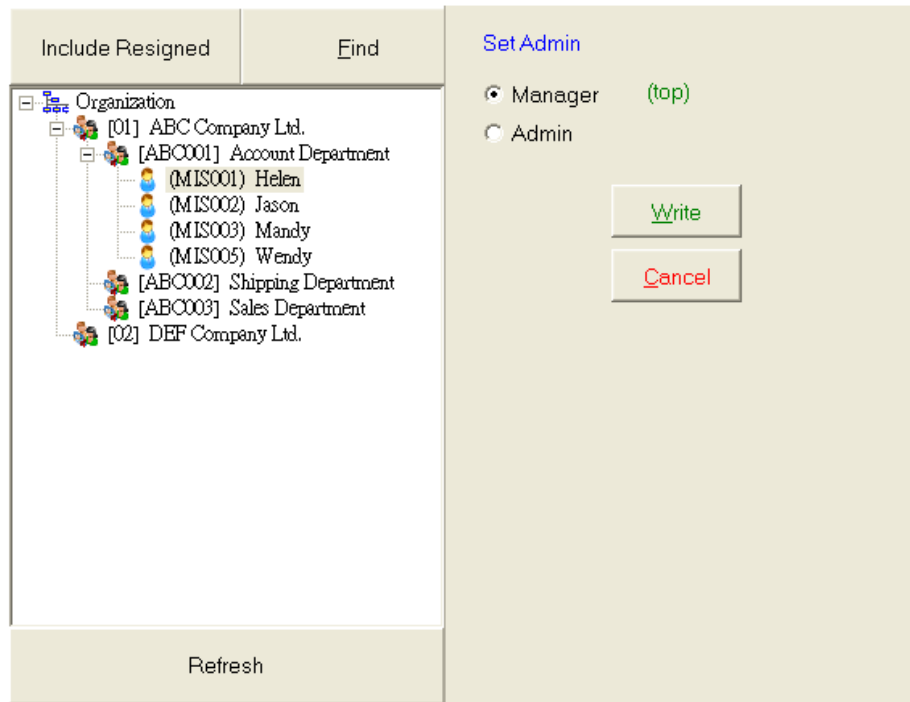 Include Resigned
Find
Organization
[01] ABC Company Ltd.
[ABC001] Account Department
(MIS001) Helen
(MIS002) Jason
(MIS003) Mandy
(MIS005) Wendy
[ABC002] Shipping Department
[ABC003] Sales Department
[02] DEF Company Ltd.
Refresh
Set Admin
Manager (top)
Admin
Write
Cancel